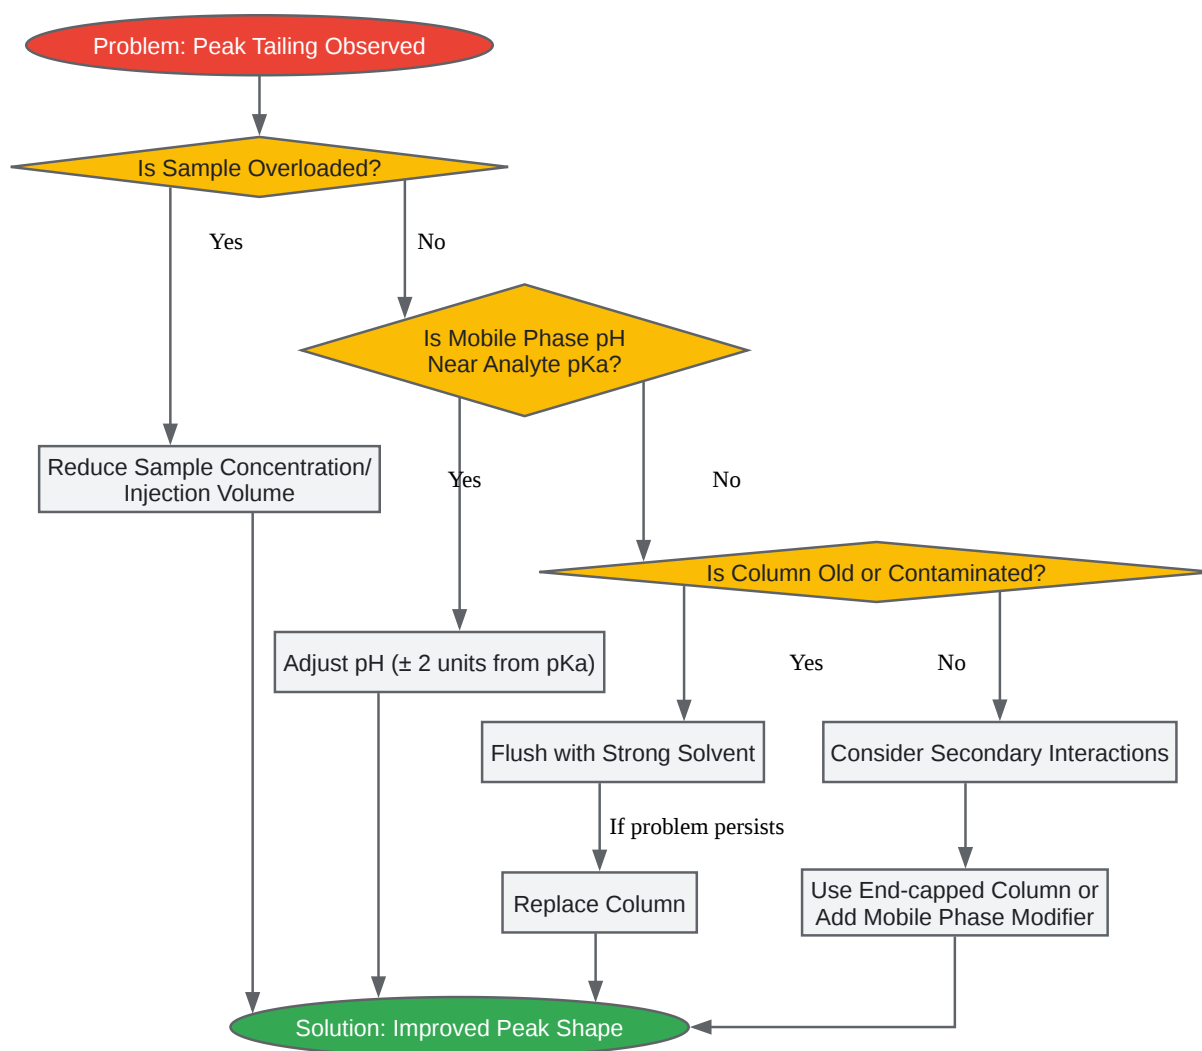 Problem: Peak Tailing Observed
Is Sample Overloaded?
Yes
No
Is Mobile Phase pH
Near Analyte pKa?
Reduce Sample Concentration/
Injection Volume
Yes
No
Is Column Old or Contaminated?
Adjust pH (± 2 units from pKa)
Yes
No
Flush with Strong Solvent
Consider Secondary Interactions
If problem persists
Replace Column
Use End-capped Column or
Add Mobile Phase Modifier
Solution: Improved Peak Shape